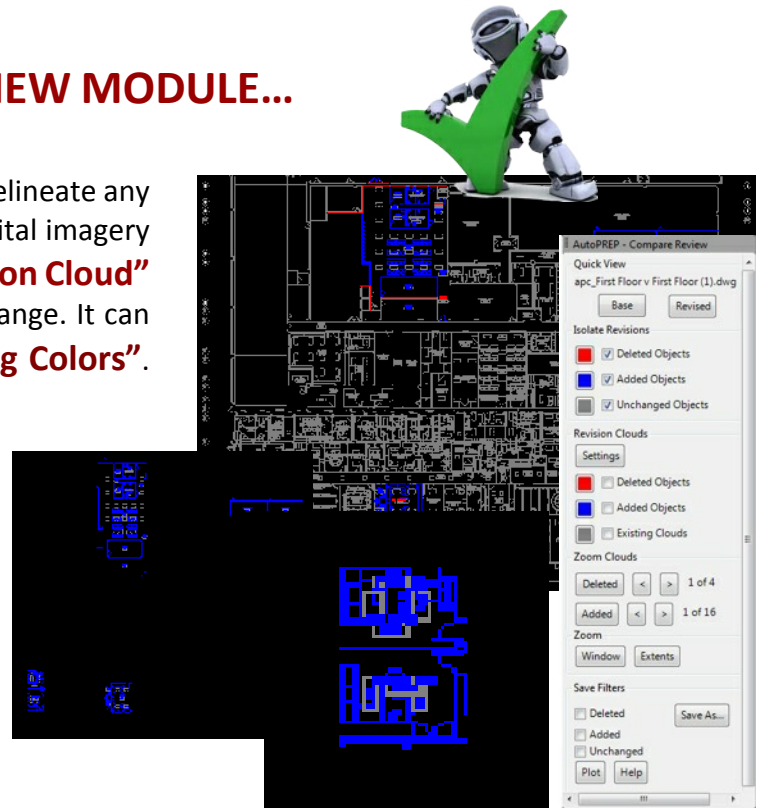 NEW MODULE...
elineate any
ital imagery
on Cloud”
ange. It can
g Colors”.
AutoPREP - Compare Review
Quick View
apc_First Floor v First Floor (1).dwg
Base Revised
Isolate Revisions
Deleted Objects
Added Objects
Unchanged Objects
Revision Clouds
Settings
Deleted Objects
Added Objects
Existing Clouds
Zoom Clouds
Deleted < > 1 of 4
Added < > 1 of 16
Zoom
Window Extents
Save Filters
Deleted Save As...
Added
Unchanged
Plot Help